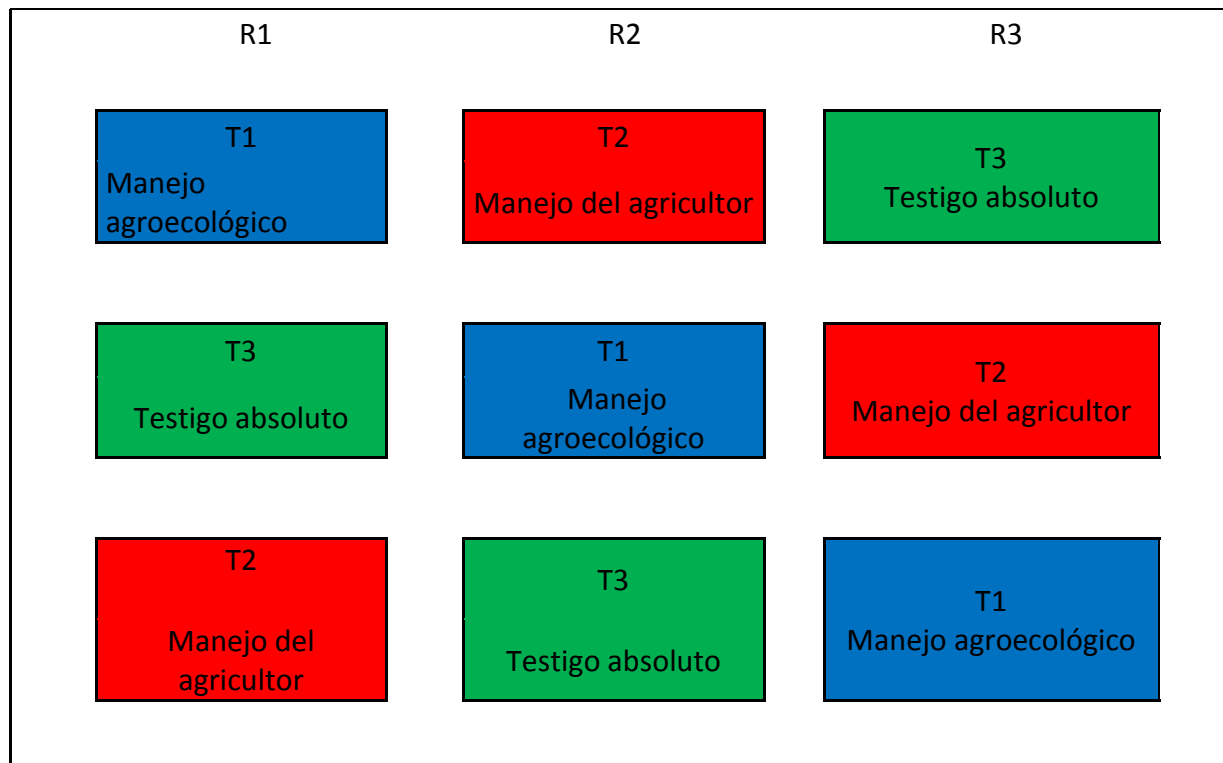 R1
R2
R3
T1
Manejo
agroecológico
T2
Manejo del agricultor
T3
Testigo absoluto
T3
Testigo absoluto
T1
Manejo
agroecológico
T2
Manejo del agricultor
T2
Manejo del
agricultor
T3
Testigo absoluto
T1
Manejo agroecológico